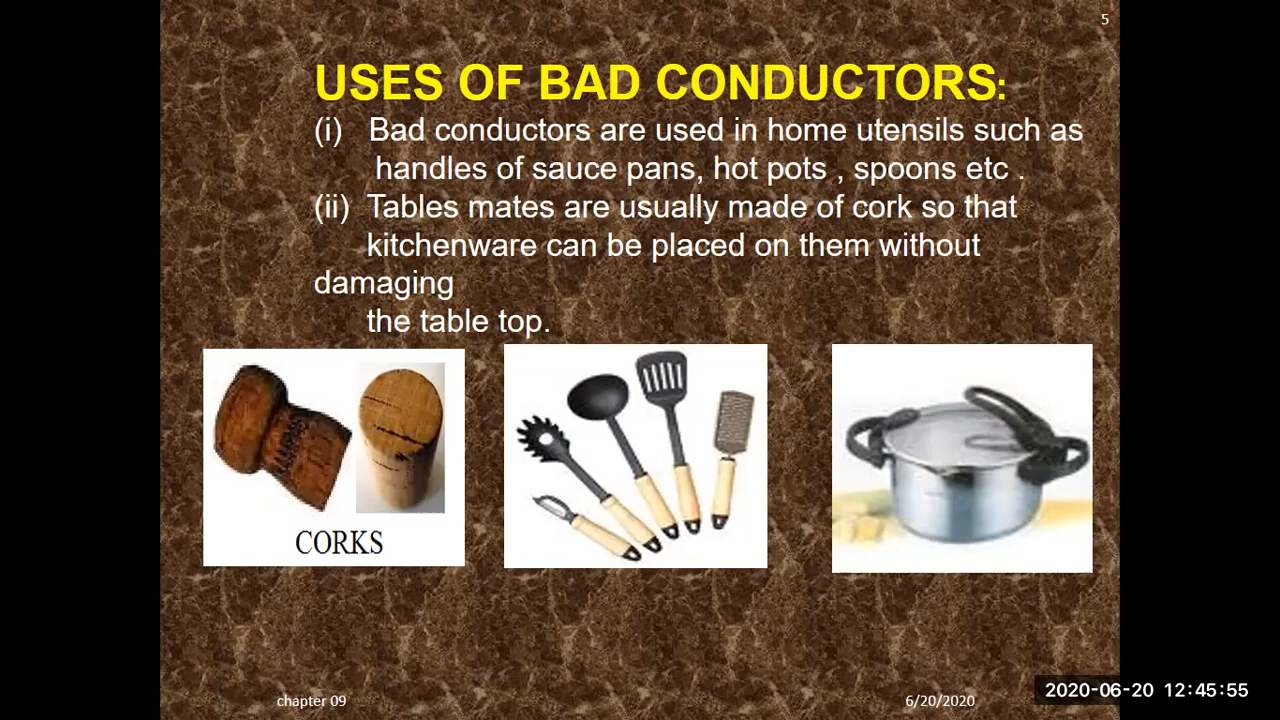 5
USES OF BAD CONDUCTORS:
(i) Bad conductors are used in home utensils such as
handles of sauce pans, hot pots , spoons etc .
(ii) Tables mates are usually made of cork so that
kitchenware can be placed on them without
damaging
the table top.
CORKS
chapter 09
6/20/2020
2020-06-20 12:45:55